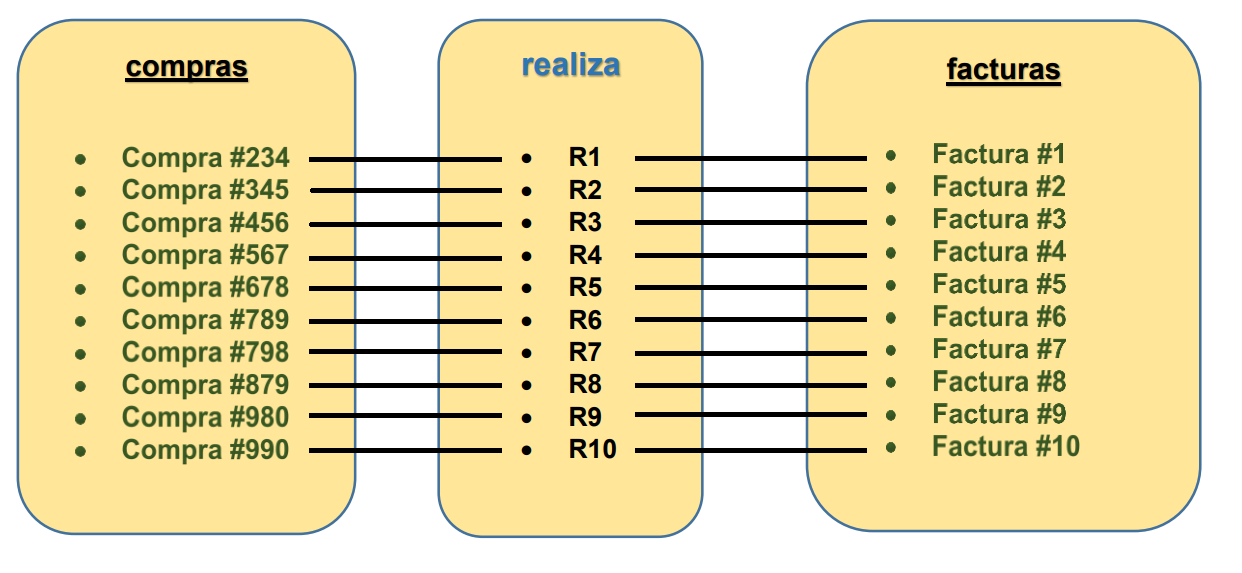 compras
Compra #234
Compra #345
Compra #456
Compra #567
Compra #678
Compra #789
Compra #798
Compra #879
Compra #980
Compra #990
realiza
R1
R2
R3
R4
R5
R6
R7
R8
R9
R10
facturas
Factura #1
Factura #2
Factura #3
Factura #4
Factura #5
Factura #6
Factura #7
Factura #8
Factura #9
Factura #10